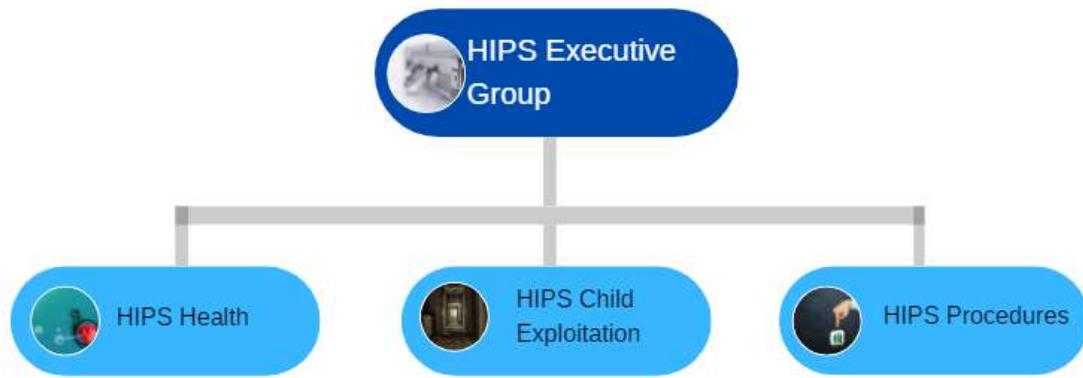 HIPS Executive
Group
HIPS Health
HIPS Child
Exploitation
HIPS Procedures